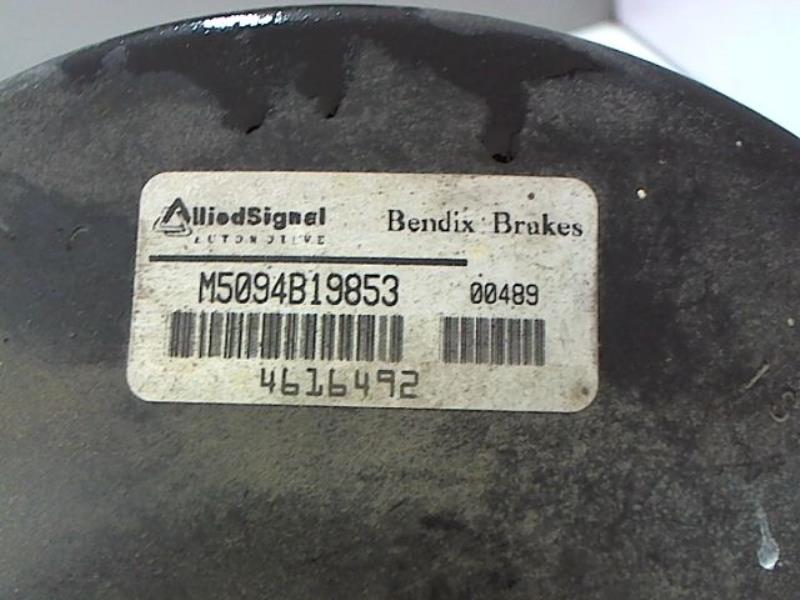 AlliedSignal Bendix Brakes
AUTOMOTIVE
M5094B19853 00489
4616492